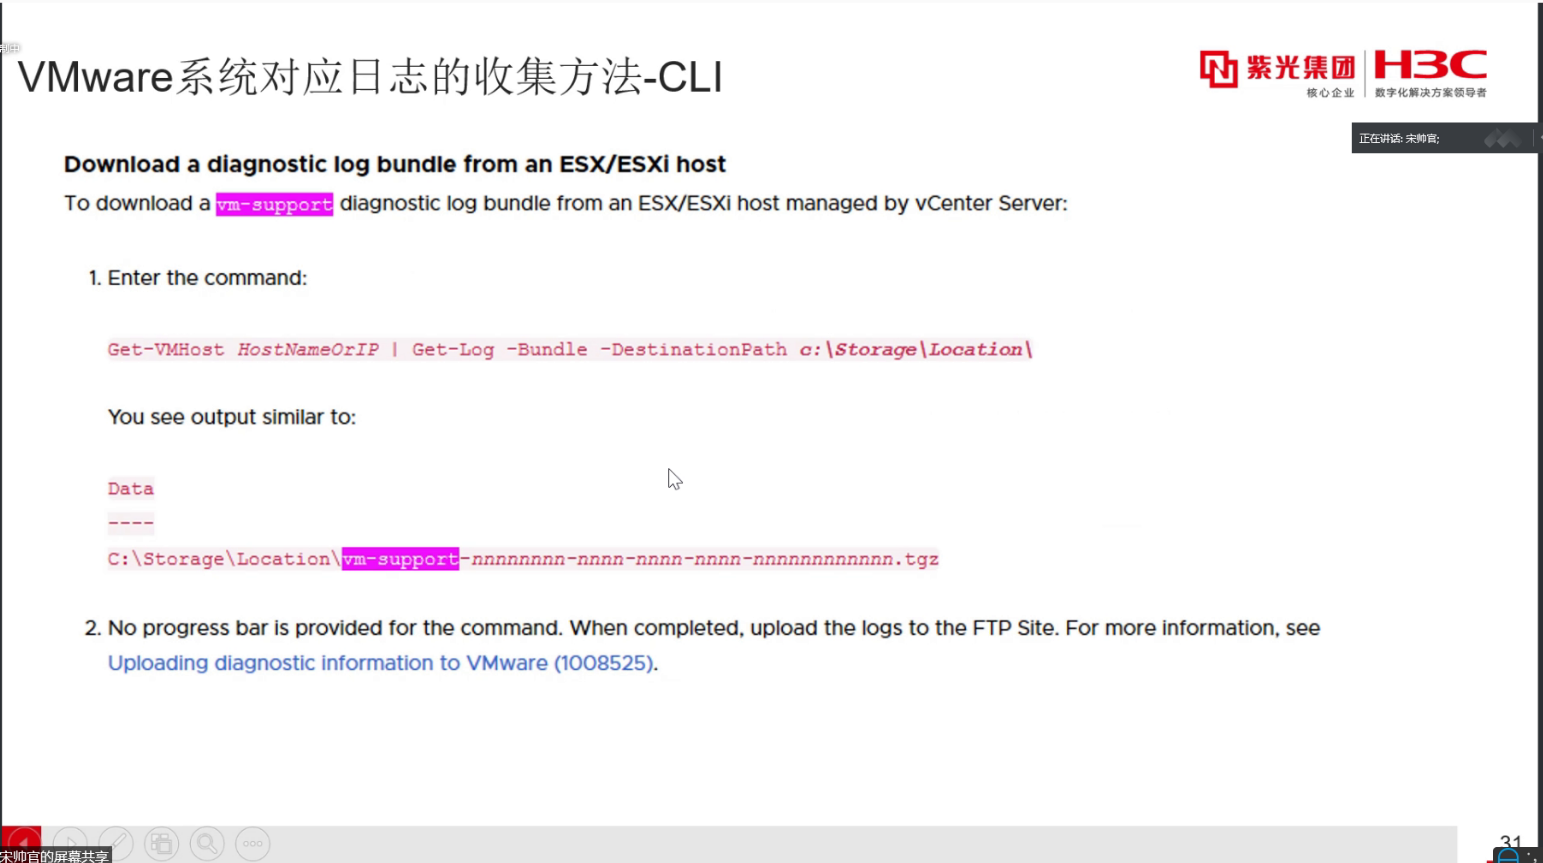 VMware系统对应日志的收集方法-CLI
紫光集团
核心企业
H3C
数字化解决方案领导者
正在讲话: 宋帅官;
Download a diagnostic log bundle from an ESX/ESXi host
To download a vm-support diagnostic log bundle from an ESX/ESXi host managed by vCenter Server:
1. Enter the command:
Get-VMHost HostNameOrIP | Get-Log -Bundle -DestinationPath c:\Storage\Location\
You see output similar to:
Data
----
C:\Storage\Location\vm-support-nnnnnnnn-nnnn-nnnn-nnnn-nnnnnnnnnnnn.tgz
2. No progress bar is provided for the command. When completed, upload the logs to the FTP Site. For more information, see
Uploading diagnostic information to VMware (1008525).
31
宋帅官的屏幕共享